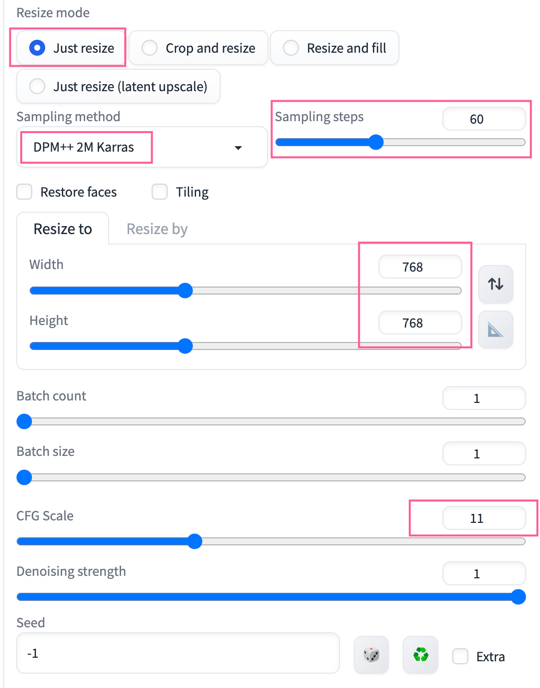 Resize mode
Just resize
Crop and resize
Resize and fill
Just resize (latent upscale)
Sampling method
Sampling steps
60
DPM++ 2M Karras
Restore faces
Tiling
Resize to
Resize by
Width
768
Height
768
Batch count
1
Batch size
1
CFG Scale
11
Denoising strength
1
Seed
-1
Extra